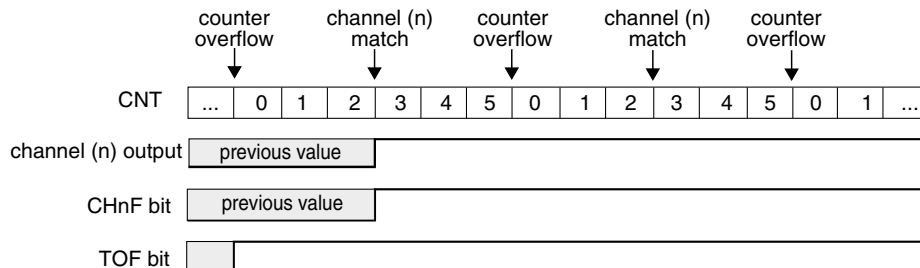 counter overflow
channel (n) match
counter overflow
channel (n) match
counter overflow
CNT ... 0 1 2 3 4 5 0 1 2 3 4 5 0 1 ...
channel (n) output previous value
CHnF bit previous value
TOF bit